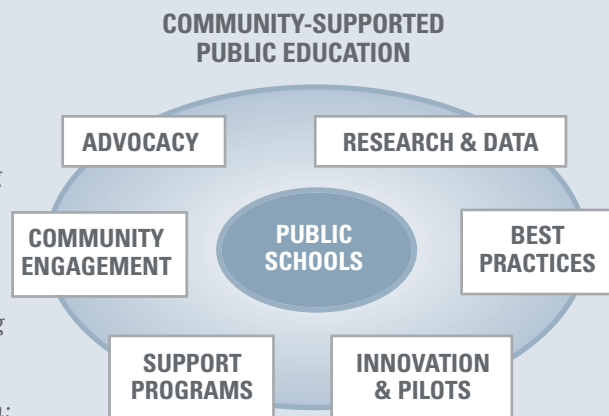 COMMUNITY-SUPPORTED
PUBLIC EDUCATION
ADVOCACY
RESEARCH & DATA
COMMUNITY
ENGAGEMENT
PUBLIC
SCHOOLS
BEST
PRACTICES
SUPPORT
PROGRAMS
INNOVATION
& PILOTS